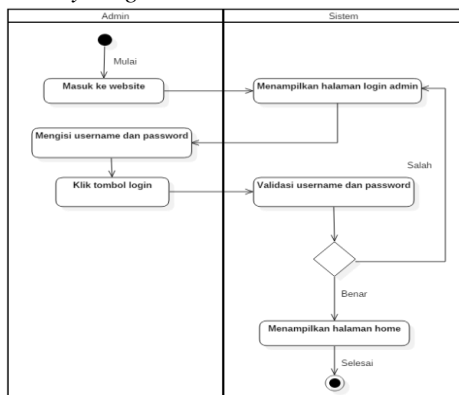 Admin
Sistem
Mulai
Masuk ke website
Menampilkan halaman login admin
Mengisi username dan password
Salah
Klik tombol login
Validasi username dan password
Benar
Menampilkan halaman home
Selesai